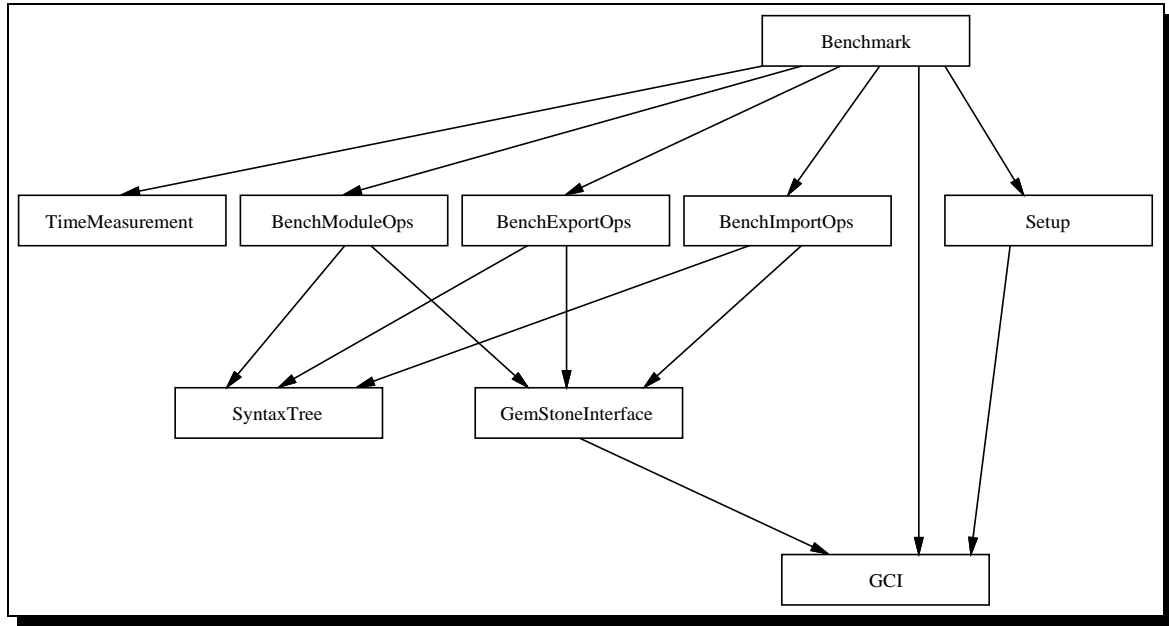 Benchmark
TimeMeasurement
BenchModuleOps
BenchExportOps
BenchImportOps
Setup
SyntaxTree
GemStoneInterface
GCI